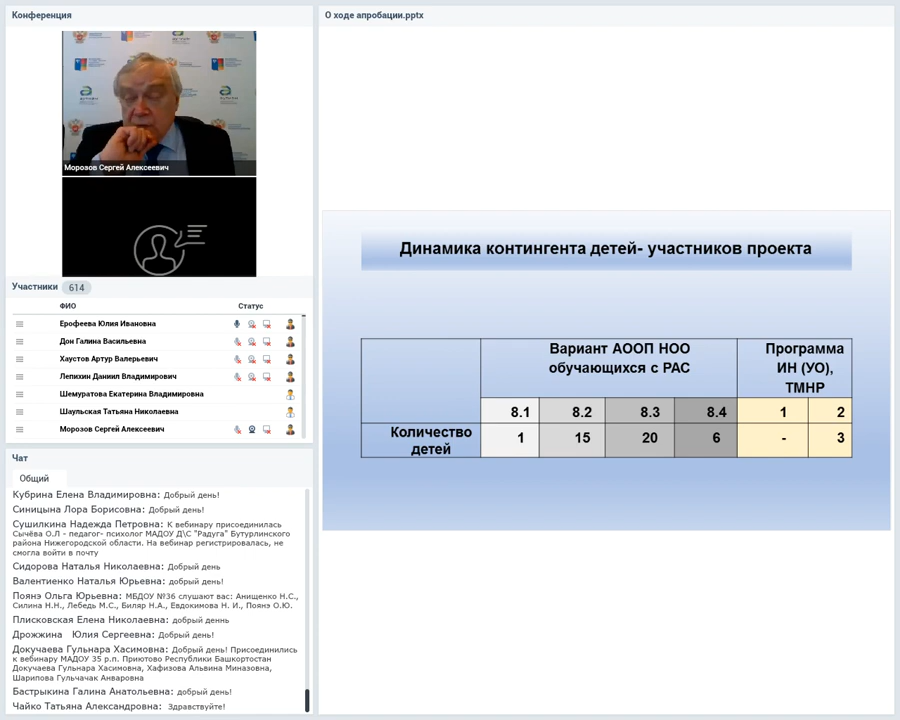 Конференция
Морозов Сергей Алексеевич
Участники 614
ФИО Статус
Ерофеева Юлия Ивановна
Дон Галина Васильевна
Хаустов Артур Валерьевич
Лепихин Даниил Владимирович
Шемуратова Екатерина Владимировна
Шаульская Татьяна Николаевна
Морозов Сергей Алексеевич
Чат
Общий
Кубрина Елена Владимировна: Добрый день!
Синицына Лора Борисовна: Добрый день!
Сушилкина Надежда Петровна: К вебинару присоединилась
Сычёва О.Л - педагог- психолог МАДОУ Д\С "Радуга" Бутурлинского
района Нижегородской области. На вебинар регистрировалась, не
смогла войти в почту
Сидорова Наталья Николаевна: Добрый день
Валентиенко Наталья Юрьевна: добрый день!
Поянэ Ольга Юрьевна: МБДОУ №36 слушают вас: Анищенко Н.С.,
Силина Н.Н., Лебедь М.С., Биляр Н.А., Евдокимова Н. И., Поянэ О.Ю.
Плисковская Елена Николаевна: добрый деннь
Дрожжина Юлия Сергеевна: Добрый день!
Докучаева Гульнара Хасимовна: Добрый день! Присоединились
к вебинару МАДОУ 35 р.п. Приютово Республики Башкортостан
Докучаева Гульнара Хасимовна, Хафизова Альвина Миназовна,
Шарипова Гульчачак Анваровна
Бастрыкина Галина Анатольевна: добрый день!
Чайко Татьяна Александровна: Здравствуйте!
О ходе апробации.pptx
Динамика контингента детей- участников проекта
Вариант АООП НОО
обучающихся с РАС
Программа
ИН (УО),
ТМНР
8.1 8.2 8.3 8.4 1 2
Количество
детей
1 15 20 6 - 3